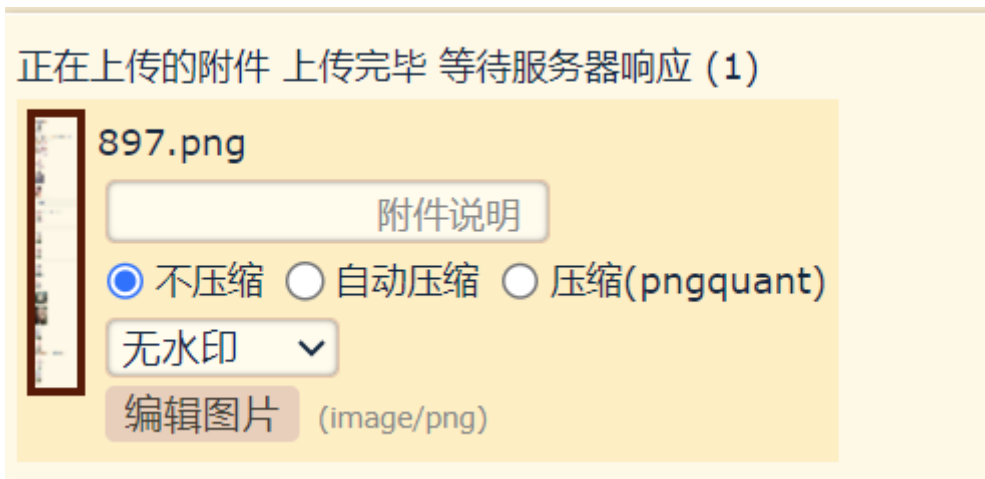 正在上传的附件 上传完毕 等待服务器响应 (1)
897.png
附件说明
不压缩 自动压缩 压缩(pngquant)
无水印
编辑图片 (image/png)